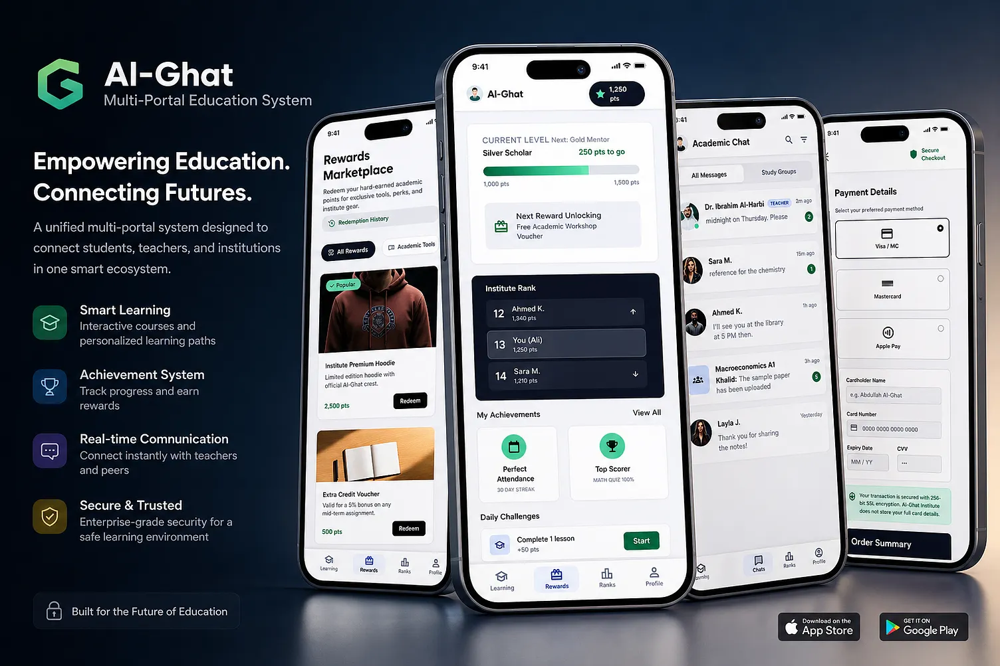 Al-Ghat
Multi-Portal Education System
Empowering Education.
Connecting Futures.
A unified multi-portal system designed to
connect students, teachers, and institutions
in one smart ecosystem.
Smart Learning
Interactive courses and
personalized learning paths
Achievement System
Track progress and earn
rewards
Real-time Comnunication
Connect instantly with teachers
and peers
Secure & Trusted
Enterprise-grade security for a
safe learning environment
Built for the Future of Education
9:41
Rewards
Marketplace
Redeem your hard-earned academic
points for exclusive tools, perks, and
institute gear.
Redemption History
All Rewards
Academic Tools
Popular
Institute Premium Hoodie
Limited edition hoodie with
official Al-Ghat crest.
2,500 pts
Redeem
Extra Credit Voucher
Valid for a 5% bonus on any
mid-term assignment.
500 pts
Redeem
Learning
Rewards
Ranks
Profile
9:41
Al-Ghat
1,250
pts
CURRENT LEVEL Next: Gold Mentor
Silver Scholar
250 pts to go
1,000 pts
1,500 pts
Next Reward Unlocking
Free Academic Workshop
Voucher
Institute Rank
12
Ahmed K.
1,340 pts
13
You (Ali)
1,250 pts
14
Sara M.
1,210 pts
My Achievements
View All
Perfect
Attendance
30 DAY STREAK
Top Scorer
MATH QUIZ 100%
Daily Challenges
Complete 1 lesson
+50 pts
Start
Learning
Rewards
Ranks
Profile
9:41
Academic Chat
All Messages
Study Groups
Dr. Ibrahim Al-Harbi
TEACHER
2m ago
midnight on Thursday. Please
2
Sara M.
15m ago
reference for the chemistry
1
Ahmed K.
1h ago
I'll see you at the library
at 5 PM then.
Macroeconomics A1
3h ago
Khalid: The sample paper
has been uploaded
5
Layla J.
Yesterday
Thank you for sharing
the notes!
Chats
Ranks
Profile
9:41
Secure
Checkout
Payment Details
Select your preferred payment method
Visa / MC
Mastercard
Apple Pay
Cardholder Name
e.g. Abdullah Al-Ghat
Card Number
0000 0000 0000 0000
Expiry Date
CVV
MM / YY
Your transaction is secured with 256-
bit SSL encryption. Al-Ghat Institute
does not store your full card details.
Order Summary
Download on the
App Store
GET IT ON
Google Play